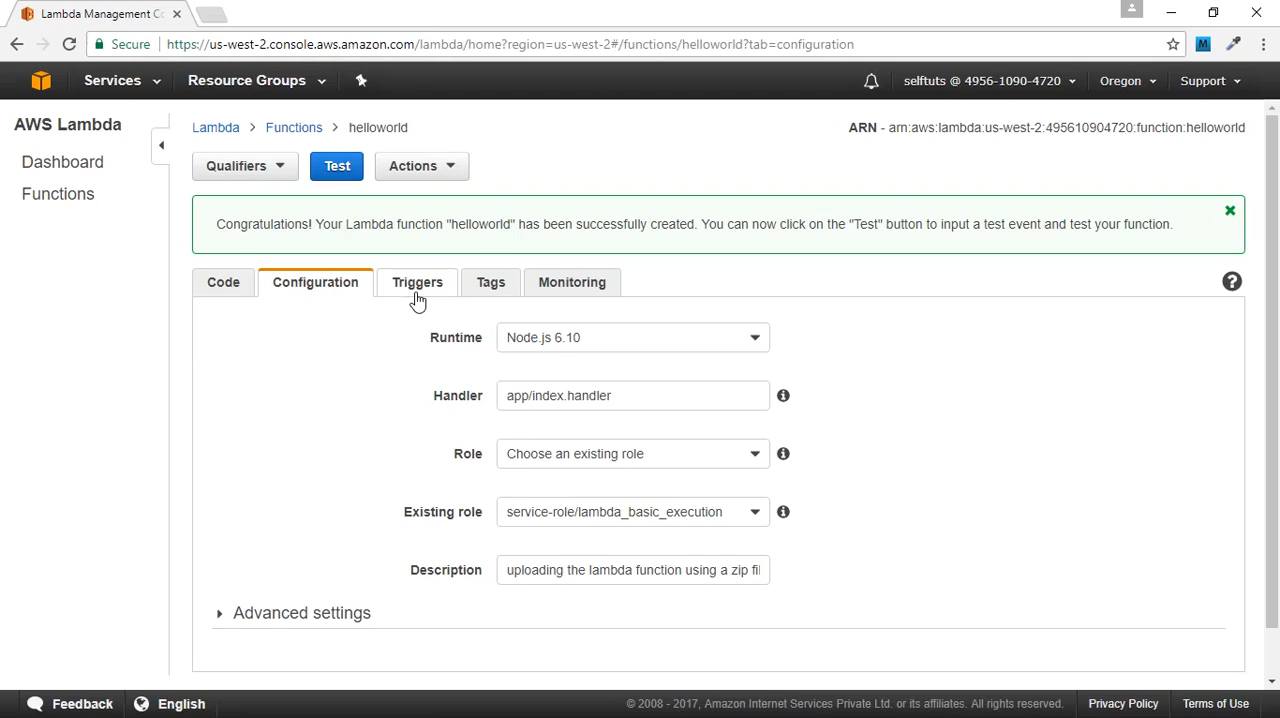 Lambda Management Co
Secure
https://us-west-2.console.aws.amazon.com/lambda/home?region=us-west-2#/functions/helloworld?tab=configuration
M
Services
Resource Groups
selftuts @ 4956-1090-4720
Oregon
Support
AWS Lambda
Dashboard
Functions
Lambda > Functions > helloworld
ARN - arn:aws:lambda:us-west-2:495610904720:function:helloworld
Qualifiers
Test
Actions
Congratulations! Your Lambda function "helloworld" has been successfully created. You can now click on the "Test" button to input a test event and test your function.
Code
Configuration
Triggers
Tags
Monitoring
Runtime
Node.js 6.10
Handler
app/index.handler
Role
Choose an existing role
Existing role
service-role/lambda_basic_execution
Description
uploading the lambda function using a zip fil
Advanced settings
Feedback
English
© 2008 - 2017, Amazon Internet Services Private Ltd. or its affiliates. All rights reserved.
Privacy Policy
Terms of Use